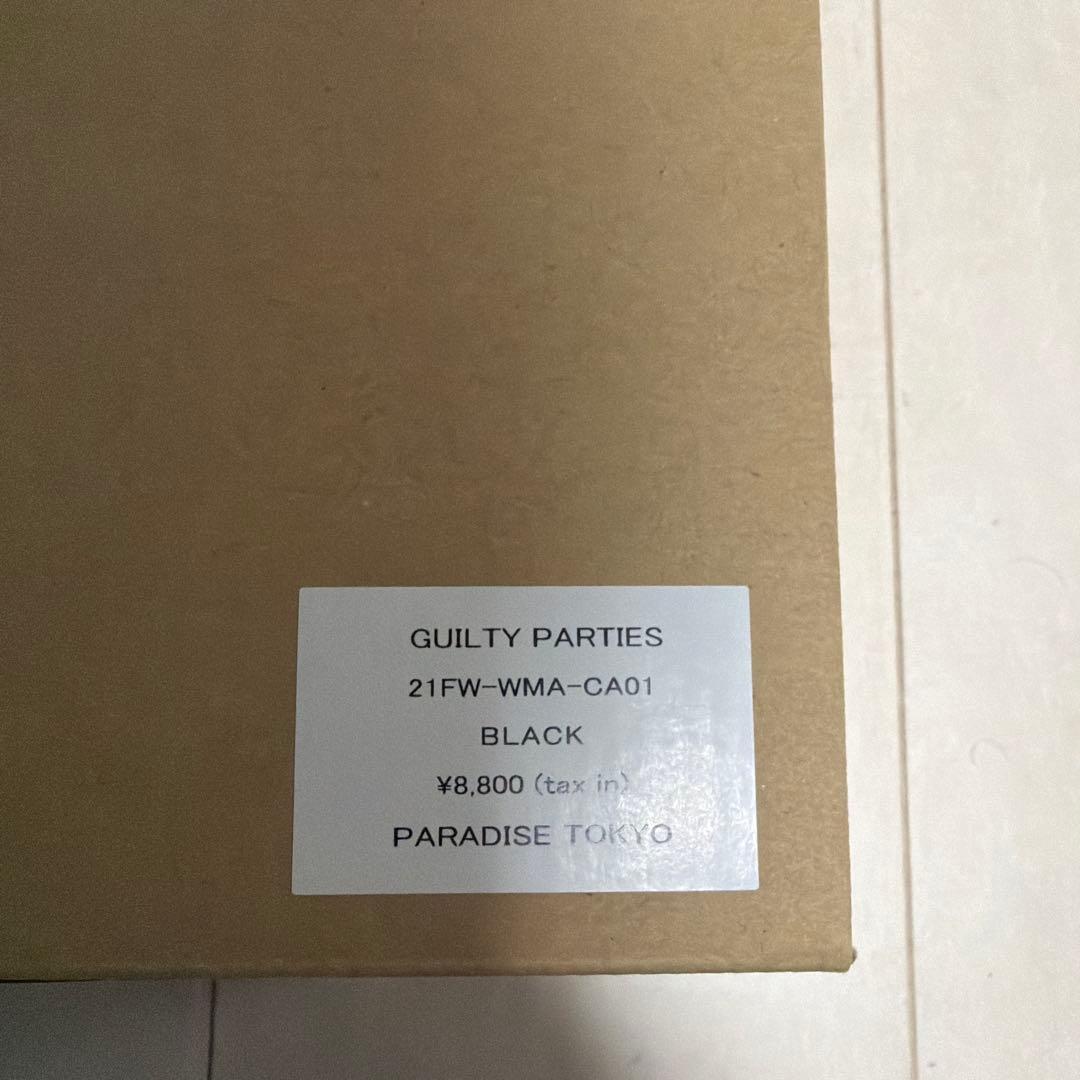 GUILTY PARTIES
21FW-WMA-CA01
BLACK
¥8,800 (tax in)
PARADISE TOKYO